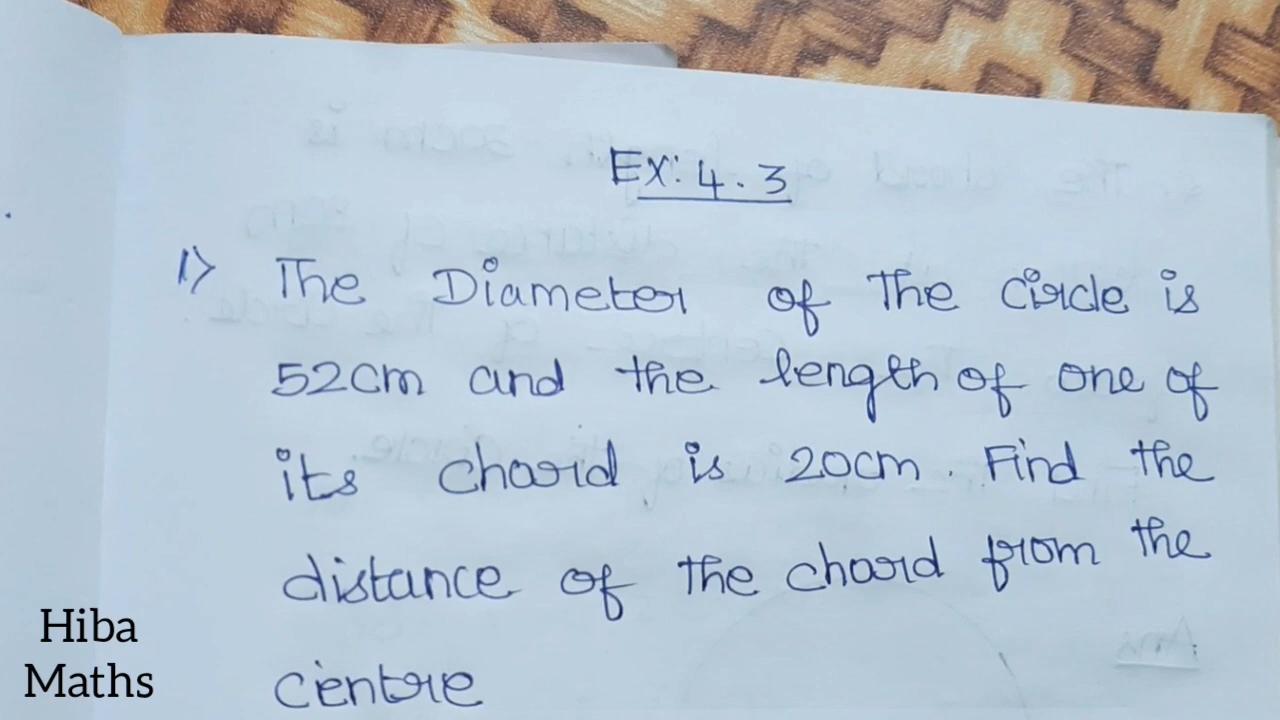 Ex: 4.3
1) The Diameter of The circle is
52cm and the length of one of
its chord is 20cm. Find the
distance of the chord from the
centre
Hiba
Maths